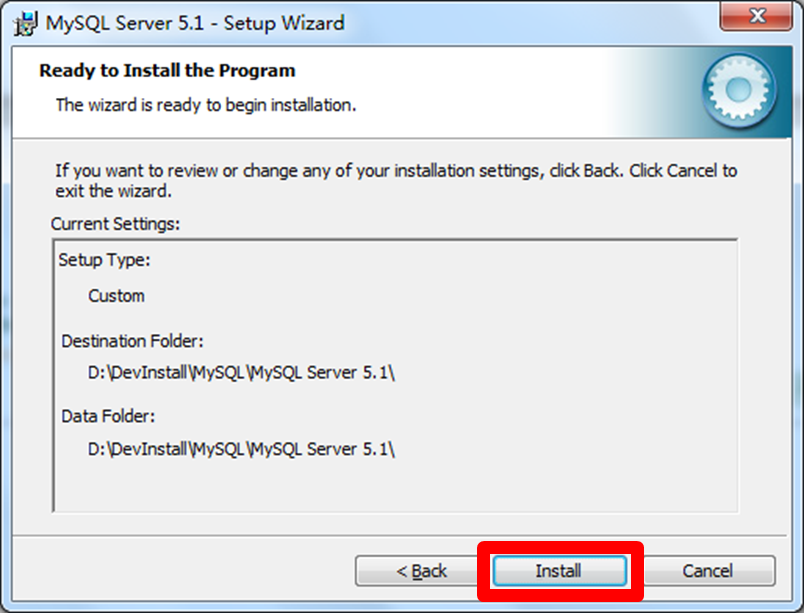 MySQL Server 5.1 - Setup Wizard
Ready to Install the Program
The wizard is ready to begin installation.
If you want to review or change any of your installation settings, click Back. Click Cancel to
exit the wizard.
Current Settings:
Setup Type:
Custom
Destination Folder:
D:\DevInstall\MySQL\MySQL Server 5.1\
Data Folder:
D:\DevInstall\MySQL\MySQL Server 5.1\
< Back
Install
Cancel